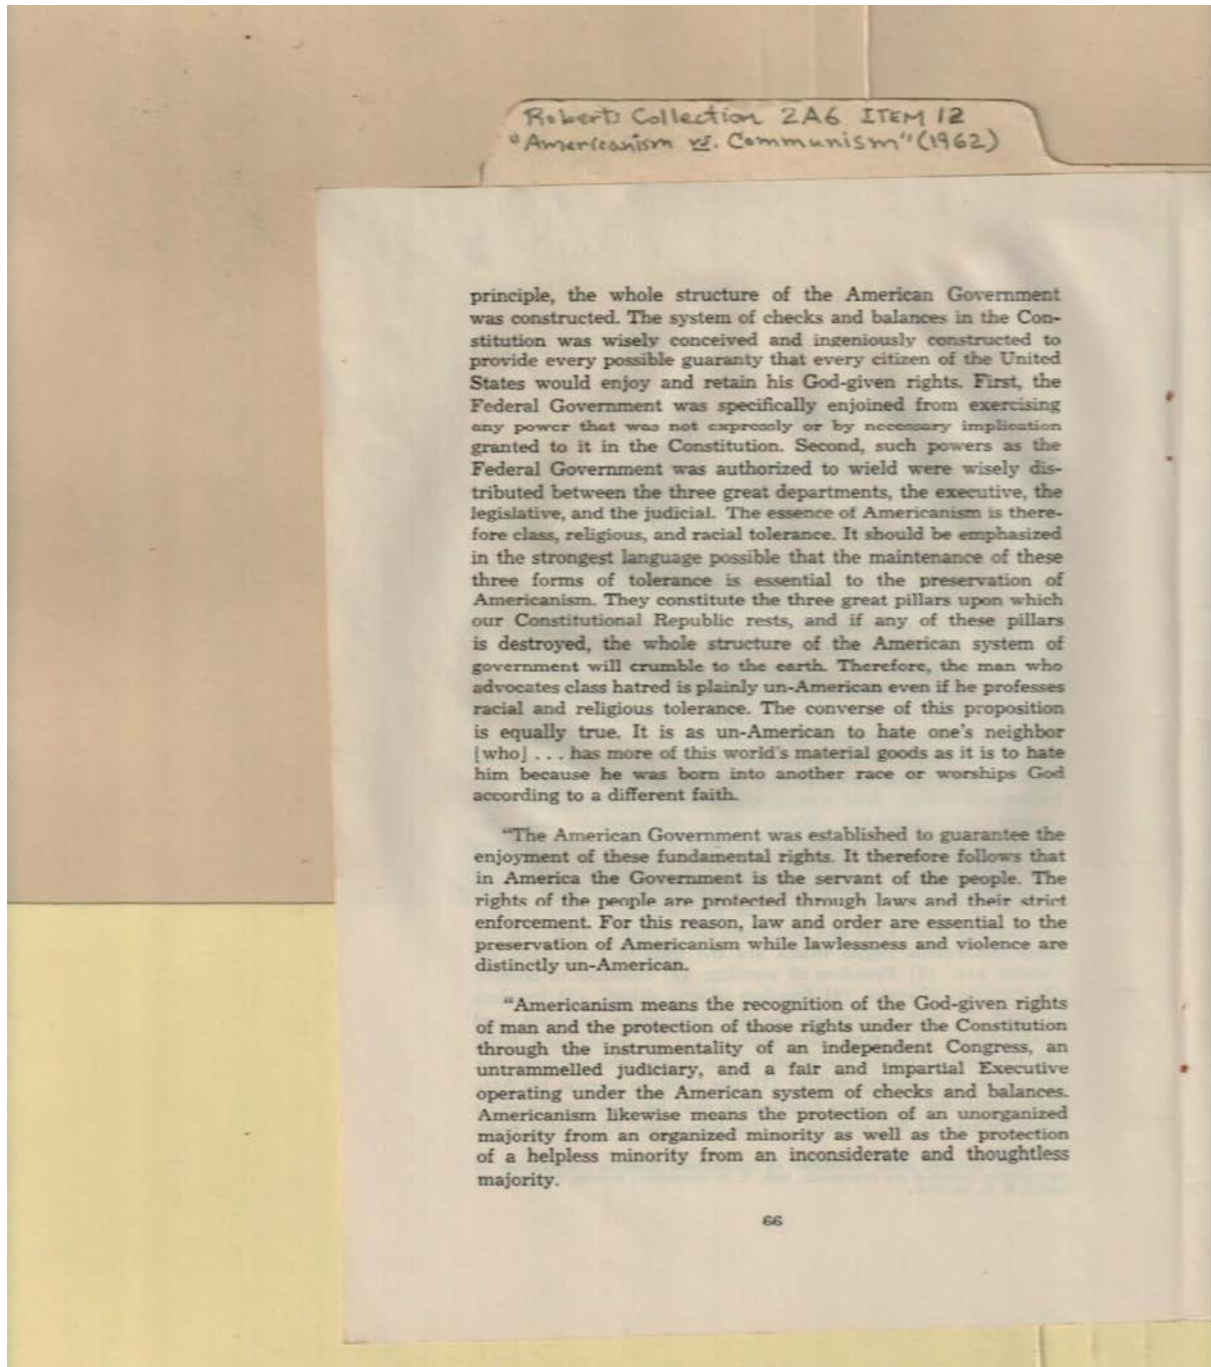 Roberts Collection 2A6 ITEM 12
"Americanism vs. Communism" (1962)
principle, the whole structure of the American Government
was constructed. The system of checks and balances in the Con-
stitution was wisely conceived and ingeniously constructed to
provide every possible guaranty that every citizen of the United
States would enjoy and retain his God-given rights. First, the
Federal Government was specifically enjoined from exercising
any power that was not expressly or by necessary implication
granted to it in the Constitution. Second, such powers as the
Federal Government was authorized to wield were wisely dis-
tributed between the three great departments, the executive, the
legislative, and the judicial. The essence of Americanism is there-
fore class, religious, and racial tolerance. It should be emphasized
in the strongest language possible that the maintenance of these
three forms of tolerance is essential to the preservation of
Americanism. They constitute the three great pillars upon which
our Constitutional Republic rests, and if any of these pillars
is destroyed, the whole structure of the American system of
government will crumble to the earth. Therefore, the man who
advocates class hatred is plainly un-American even if he professes
racial and religious tolerance. The converse of this proposition
is equally true. It is as un-American to hate one's neighbor
[who] . . . has more of this world's material goods as it is to hate
him because he was born into another race or worships God
according to a different faith.
"The American Government was established to guarantee the
enjoyment of these fundamental rights. It therefore follows that
in America the Government is the servant of the people. The
rights of the people are protected through laws and their strict
enforcement. For this reason, law and order are essential to the
preservation of Americanism while lawlessness and violence are
distinctly un-American.
"Americanism means the recognition of the God-given rights
of man and the protection of those rights under the Constitution
through the instrumentality of an independent Congress, an
untrammelled judiciary, and a fair and impartial Executive
operating under the American system of checks and balances.
Americanism likewise means the protection of an unorganized
majority from an organized minority as well as the protection
of a helpless minority from an inconsiderate and thoughtless
majority.
66